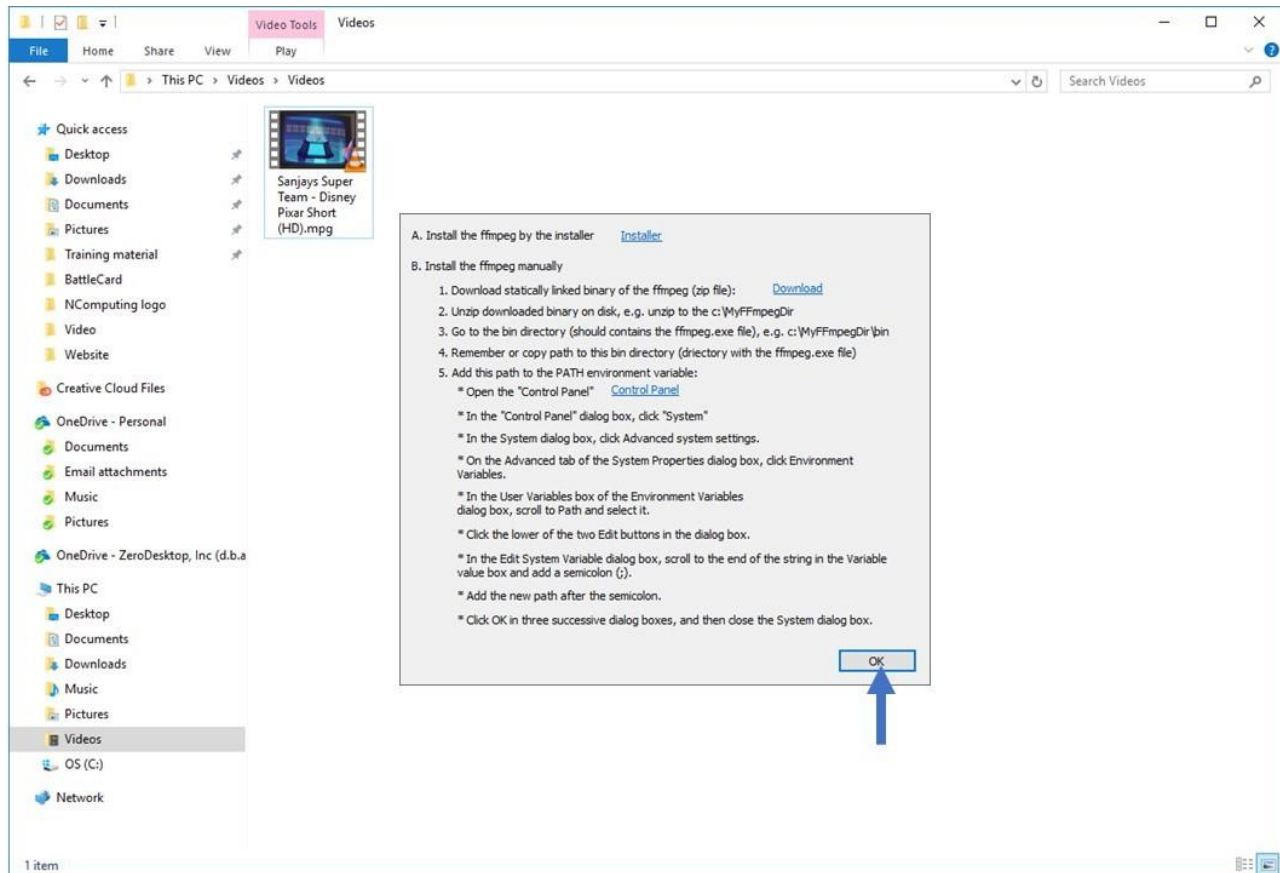 Video Tools
Videos
File
Home
Share
View
Play
This PC > Videos > Videos
Search Videos
Quick access
Desktop
Downloads
Documents
Pictures
Training material
BattleCard
NComputing logo
Video
Website
Creative Cloud Files
OneDrive - Personal
Documents
Email attachments
Music
Pictures
OneDrive - ZeroDesktop, Inc (d.b.a
This PC
Desktop
Documents
Downloads
Music
Pictures
Videos
OS (C:)
Network
1 item
Sanjays Super
Team - Disney
Pixar Short
(HD).mpg
A. Install the ffmpeg by the installer Installer
B. Install the ffmpeg manually
1. Download statically linked binary of the ffmpeg (zip file): Download
2. Unzip downloaded binary on disk, e.g. unzip to the c:\MyFFmpegDir
3. Go to the bin directory (should contains the ffmpeg.exe file), e.g. c:\MyFFmpegDir\bin
4. Remember or copy path to this bin directory (driectory with the ffmpeg.exe file)
5. Add this path to the PATH environment variable:
* Open the "Control Panel" Control Panel
* In the "Control Panel" dialog box, click "System"
* In the System dialog box, click Advanced system settings.
* On the Advanced tab of the System Properties dialog box, click Environment
Variables.
* In the User Variables box of the Environment Variables
dialog box, scroll to Path and select it.
* Click the lower of the two Edit buttons in the dialog box.
* In the Edit System Variable dialog box, scroll to the end of the string in the Variable
value box and add a semicolon (;).
* Add the new path after the semicolon.
* Click OK in three successive dialog boxes, and then close the System dialog box.
OK